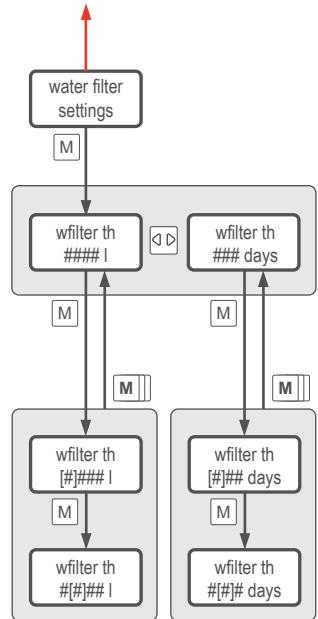 water filter
settings
M
wfilter th
#### l
wfilter th
### days
M
M
M
M
wfilter th
[#]### l
wfilter th
[#]## days
M
M
wfilter th
#[#]## l
wfilter th
#[#]# days